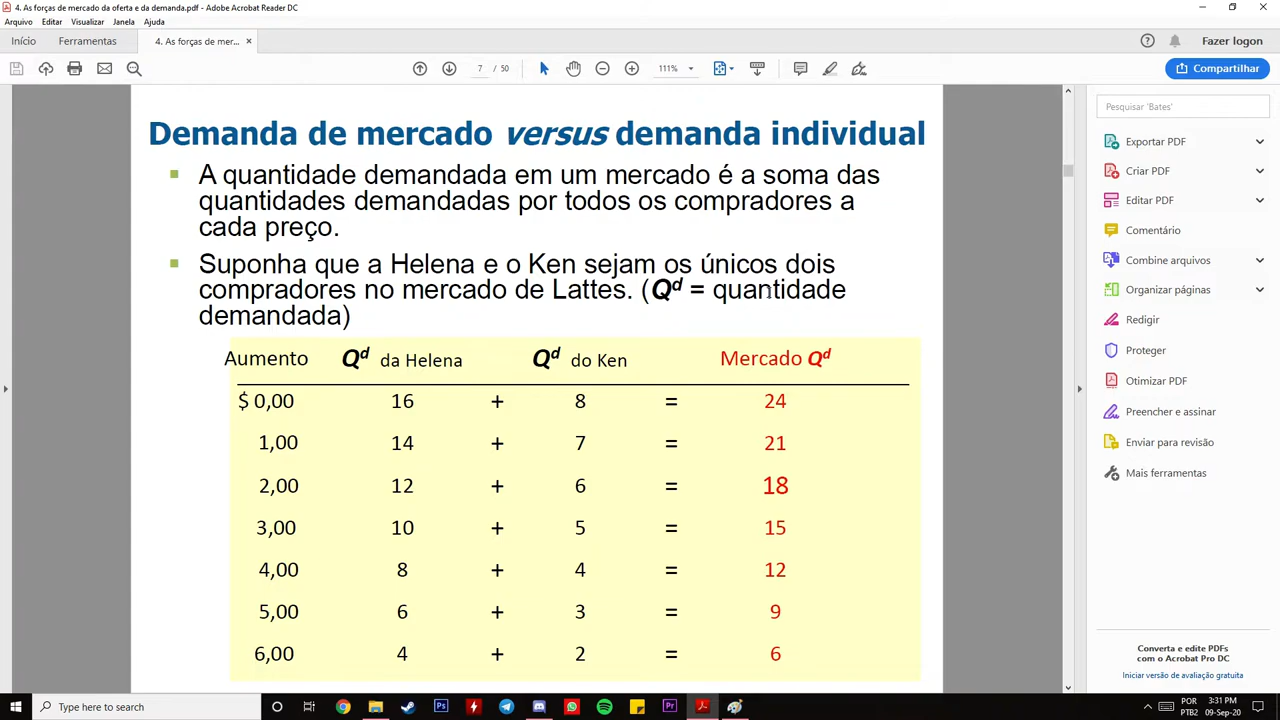 4. As forças de mercado da oferta e da demanda.pdf - Adobe Acrobat Reader DC
Arquivo Editar Visualizar Janela Ajuda
Início Ferramentas 4. As forças de mer... × Fazer logon
7 / 50 111% Compartilhar
Demanda de mercado versus demanda individual
A quantidade demandada em um mercado é a soma das
quantidades demandadas por todos os compradores a
cada preço.
Suponha que a Helena e o Ken sejam os únicos dois
compradores no mercado de Lattes. (Qd = quantidade
demandada)
Aumento Qd da Helena Qd do Ken Mercado Qd
$ 0,00 16 + 8 = 24
1,00 14 + 7 = 21
2,00 12 + 6 = 18
3,00 10 + 5 = 15
4,00 8 + 4 = 12
5,00 6 + 3 = 9
6,00 4 + 2 = 6
Pesquisar 'Bates'
Exportar PDF
Criar PDF
Editar PDF
Comentário
Combine arquivos
Organizar páginas
Redigir
Proteger
Otimizar PDF
Preencher e assinar
Enviar para revisão
Mais ferramentas
Converta e edite PDFs
com o Acrobat Pro DC
Iniciar versão de avaliação gratuita
Type here to search
Ps
Pr
POR
PTB2
3:31 PM
09-Sep-20